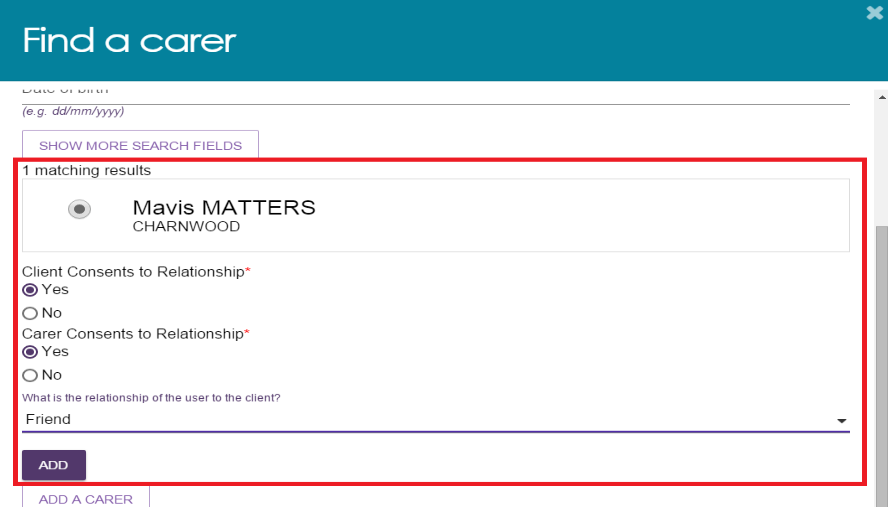 Find a carer
Date of birth
(e.g. dd/mm/yyyy)
SHOW MORE SEARCH FIELDS
1 matching results
Mavis MATTERS
CHARNWOOD
Client Consents to Relationship*
Yes
No
Carer Consents to Relationship*
Yes
No
What is the relationship of the user to the client?
Friend
ADD
ADD A CARER